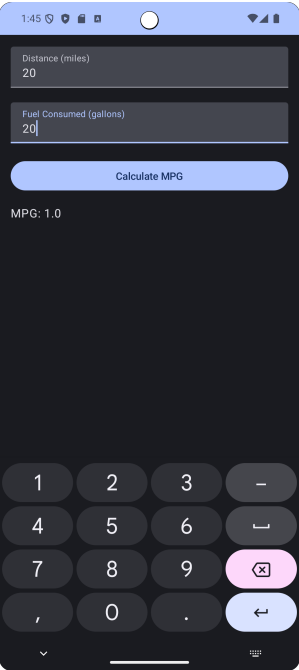 1:45
Distance (miles)
20
Fuel Consumed (gallons)
20
Calculate MPG
MPG: 1.0
1 2 3 –
4 5 6
7 8 9
, 0 .